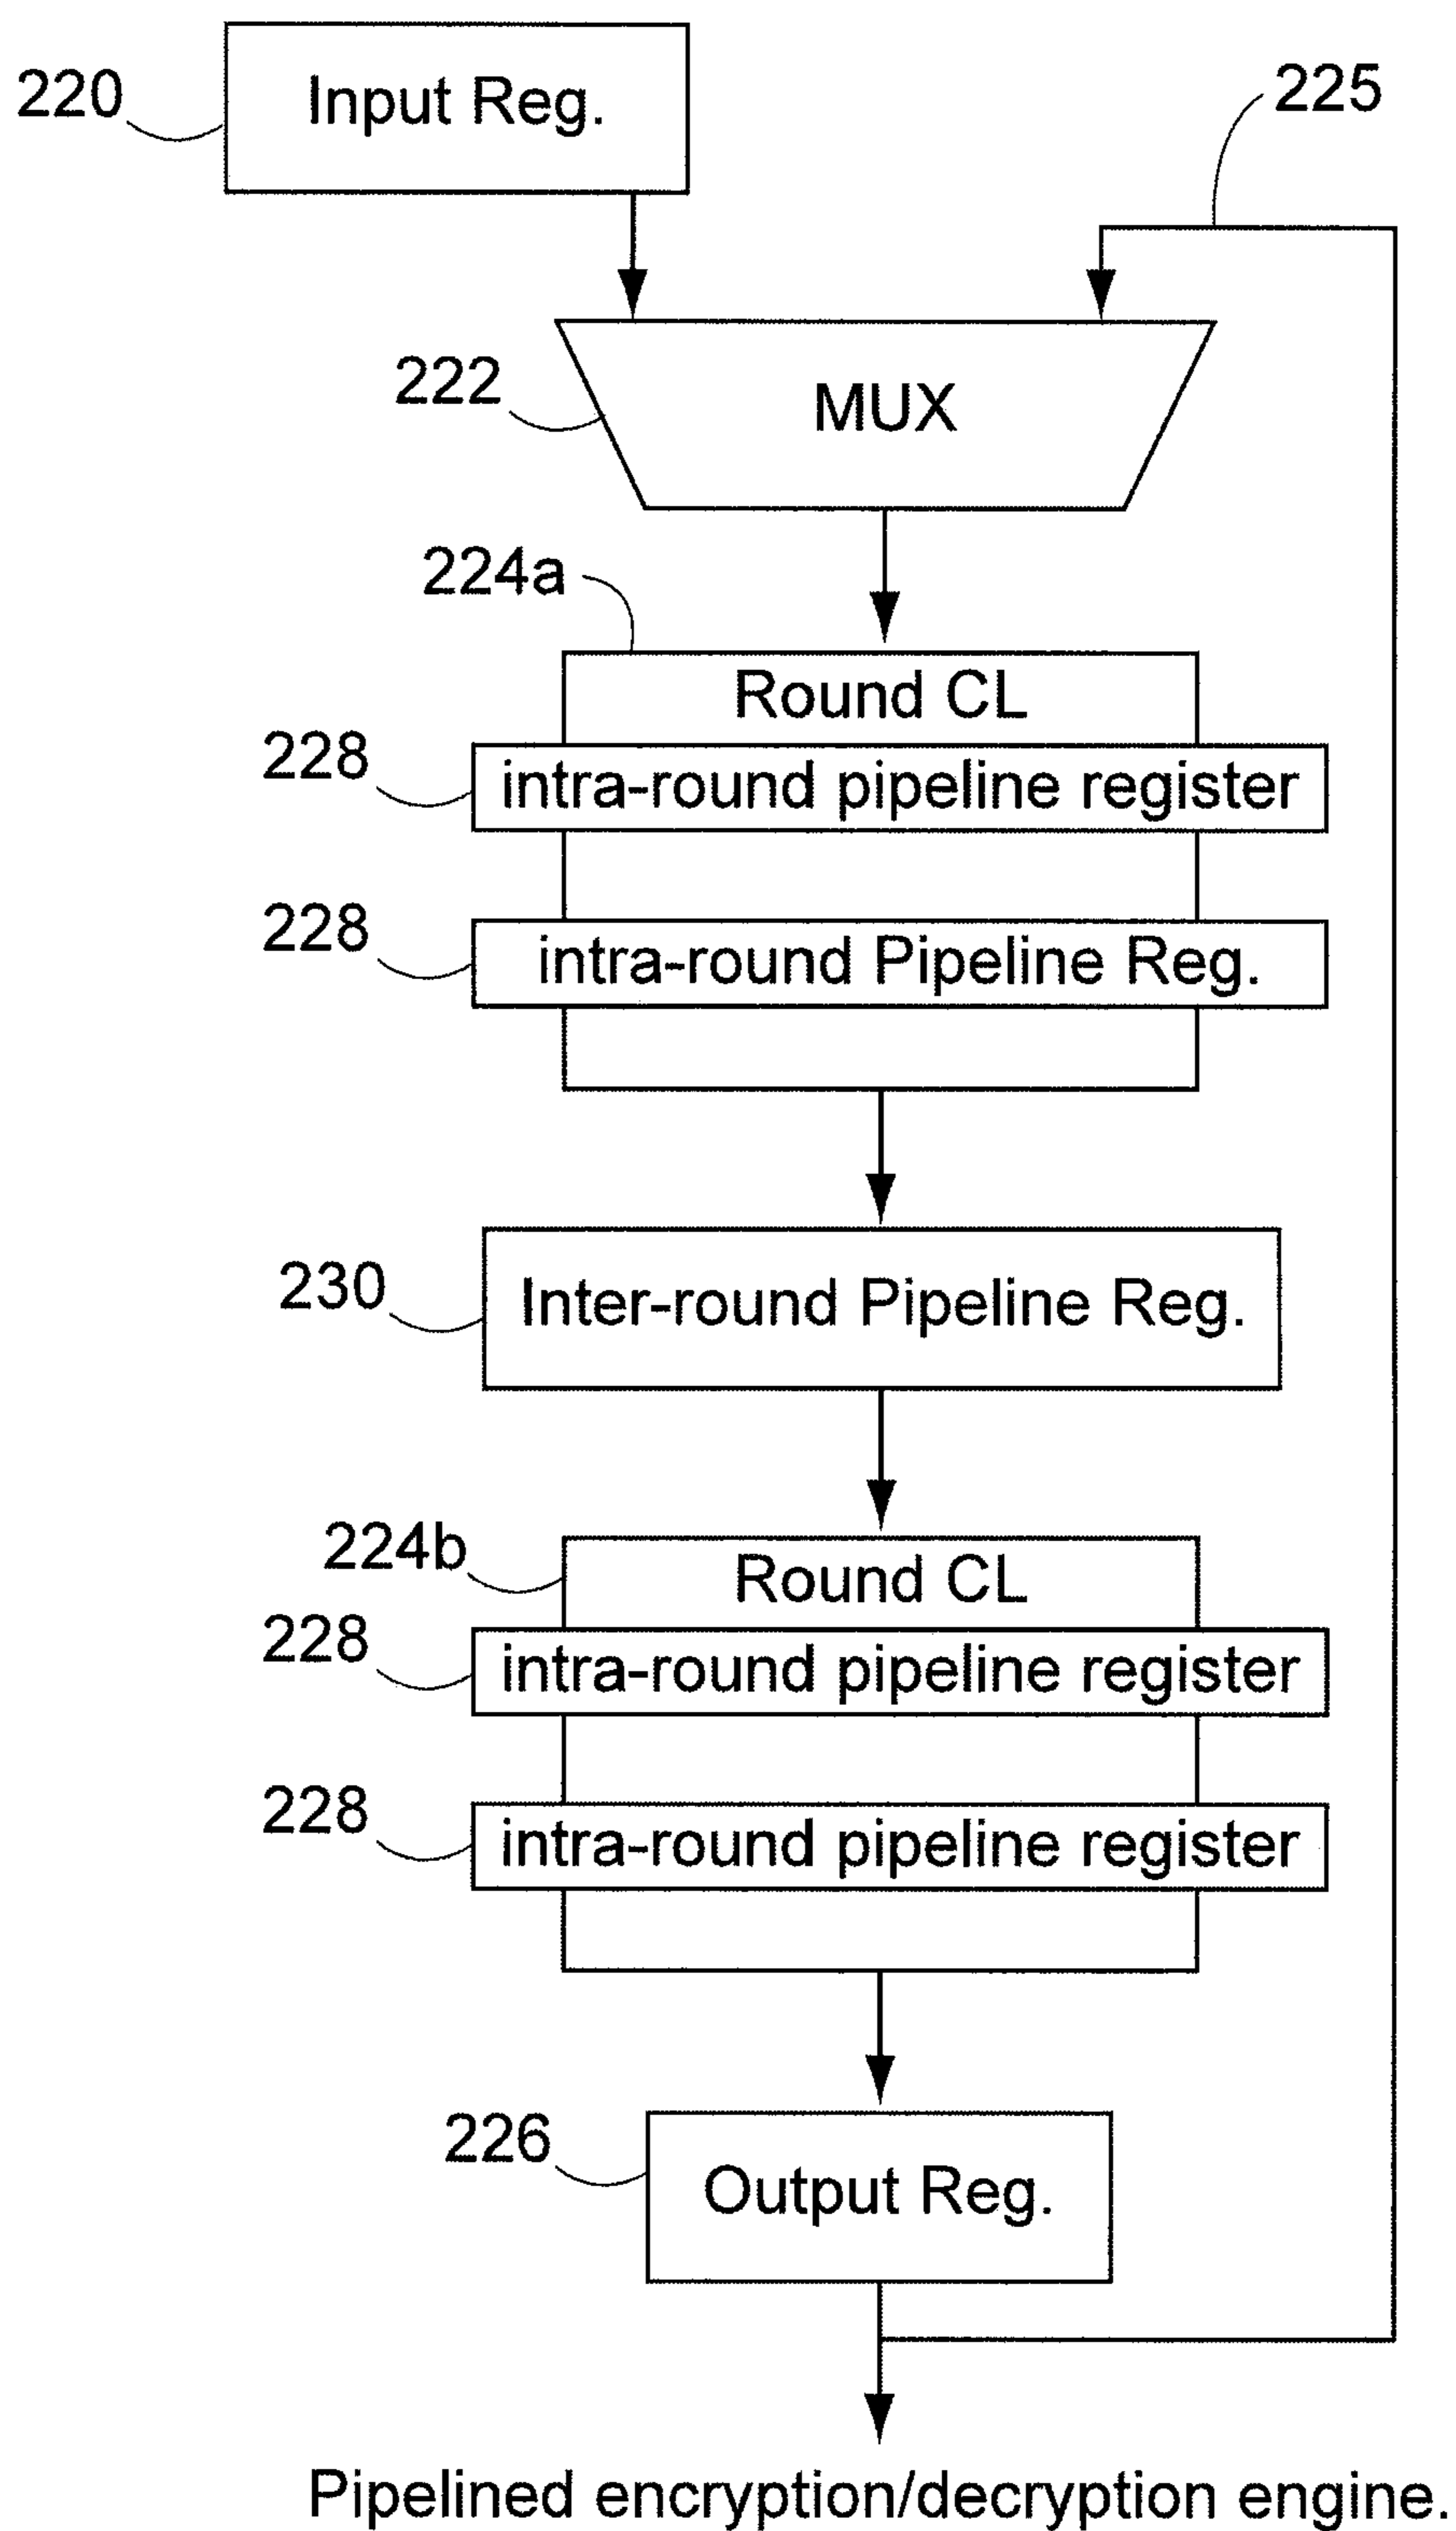 220
Input Reg.
225
222
MUX
224a
Round CL
228
intra-round pipeline register
228
intra-round Pipeline Reg.
230
Inter-round Pipeline Reg.
224b
Round CL
228
intra-round pipeline register
228
intra-round pipeline register
226
Output Reg.
Pipelined encryption/decryption engine.